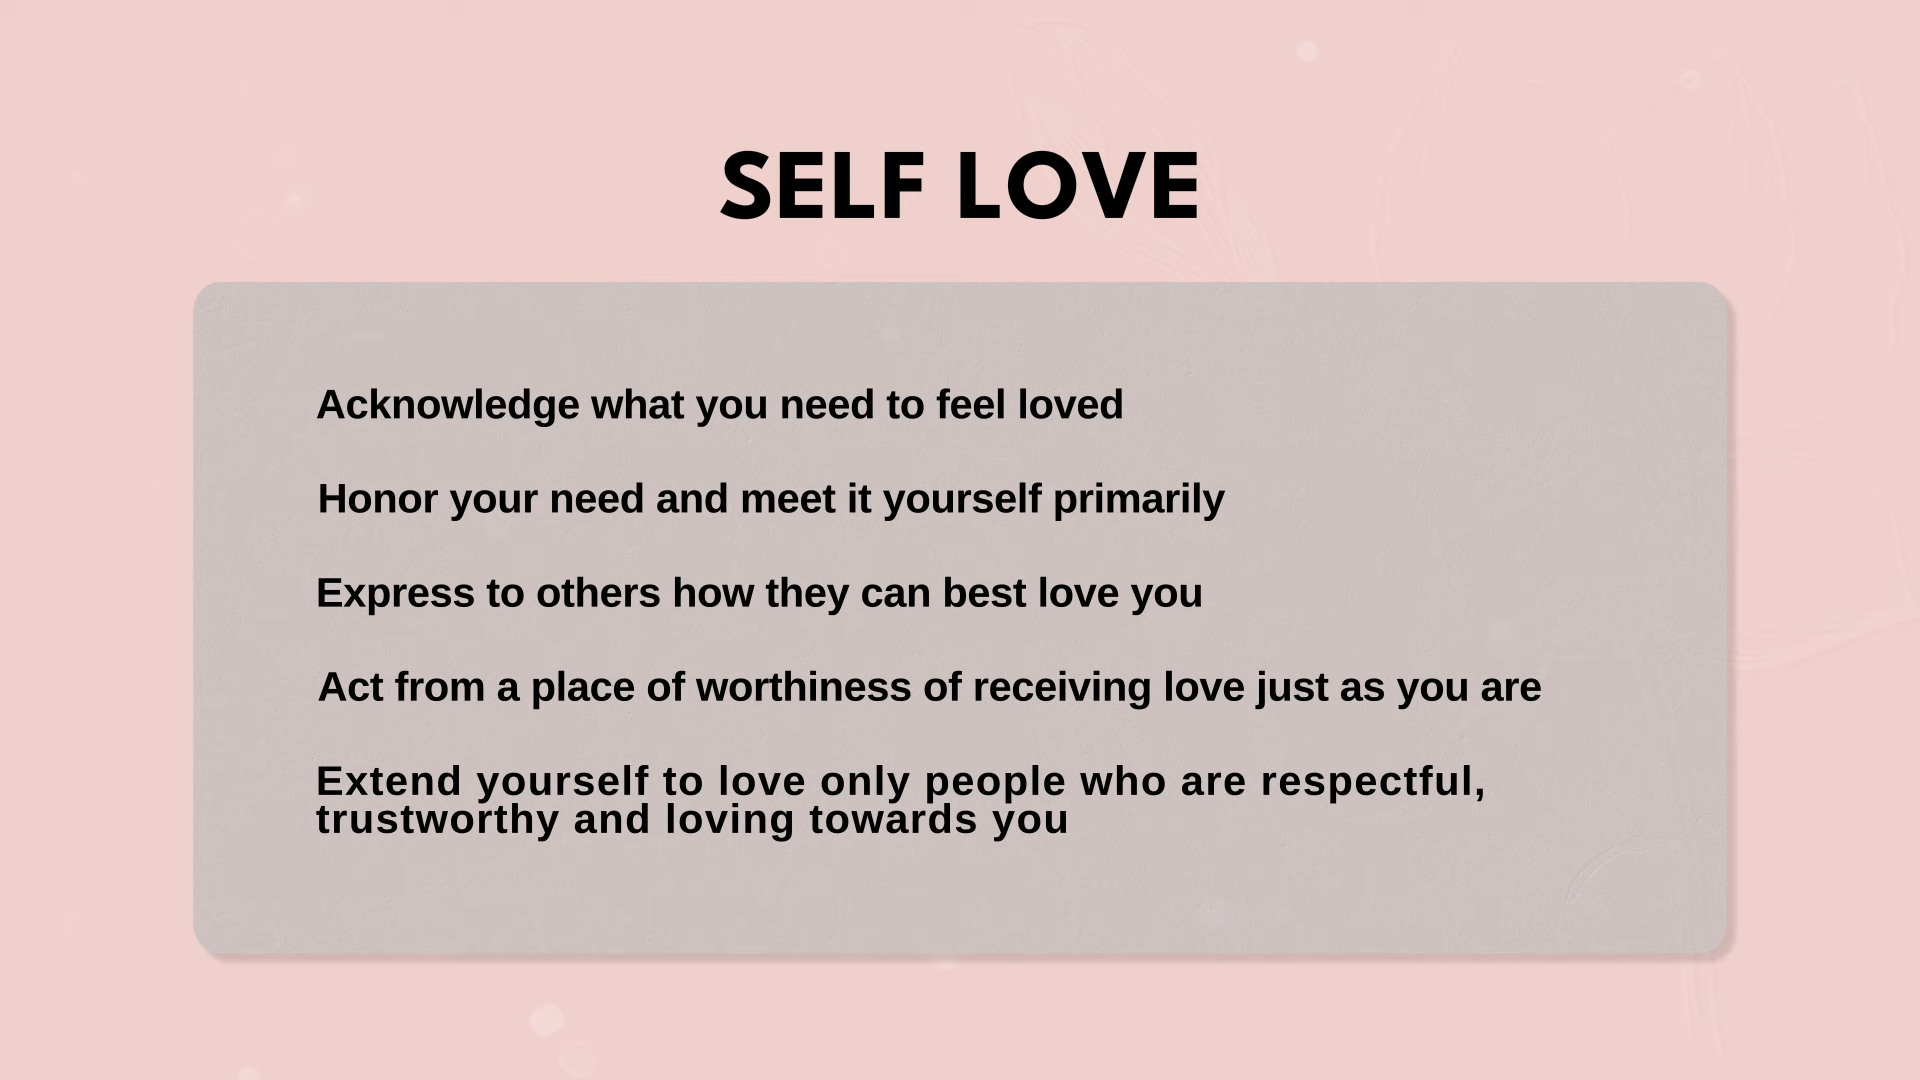 SELF LOVE
Acknowledge what you need to feel loved
Honor your need and meet it yourself primarily
Express to others how they can best love you
Act from a place of worthiness of receiving love just as you are
Extend yourself to love only people who are respectful,
trustworthy and loving towards you